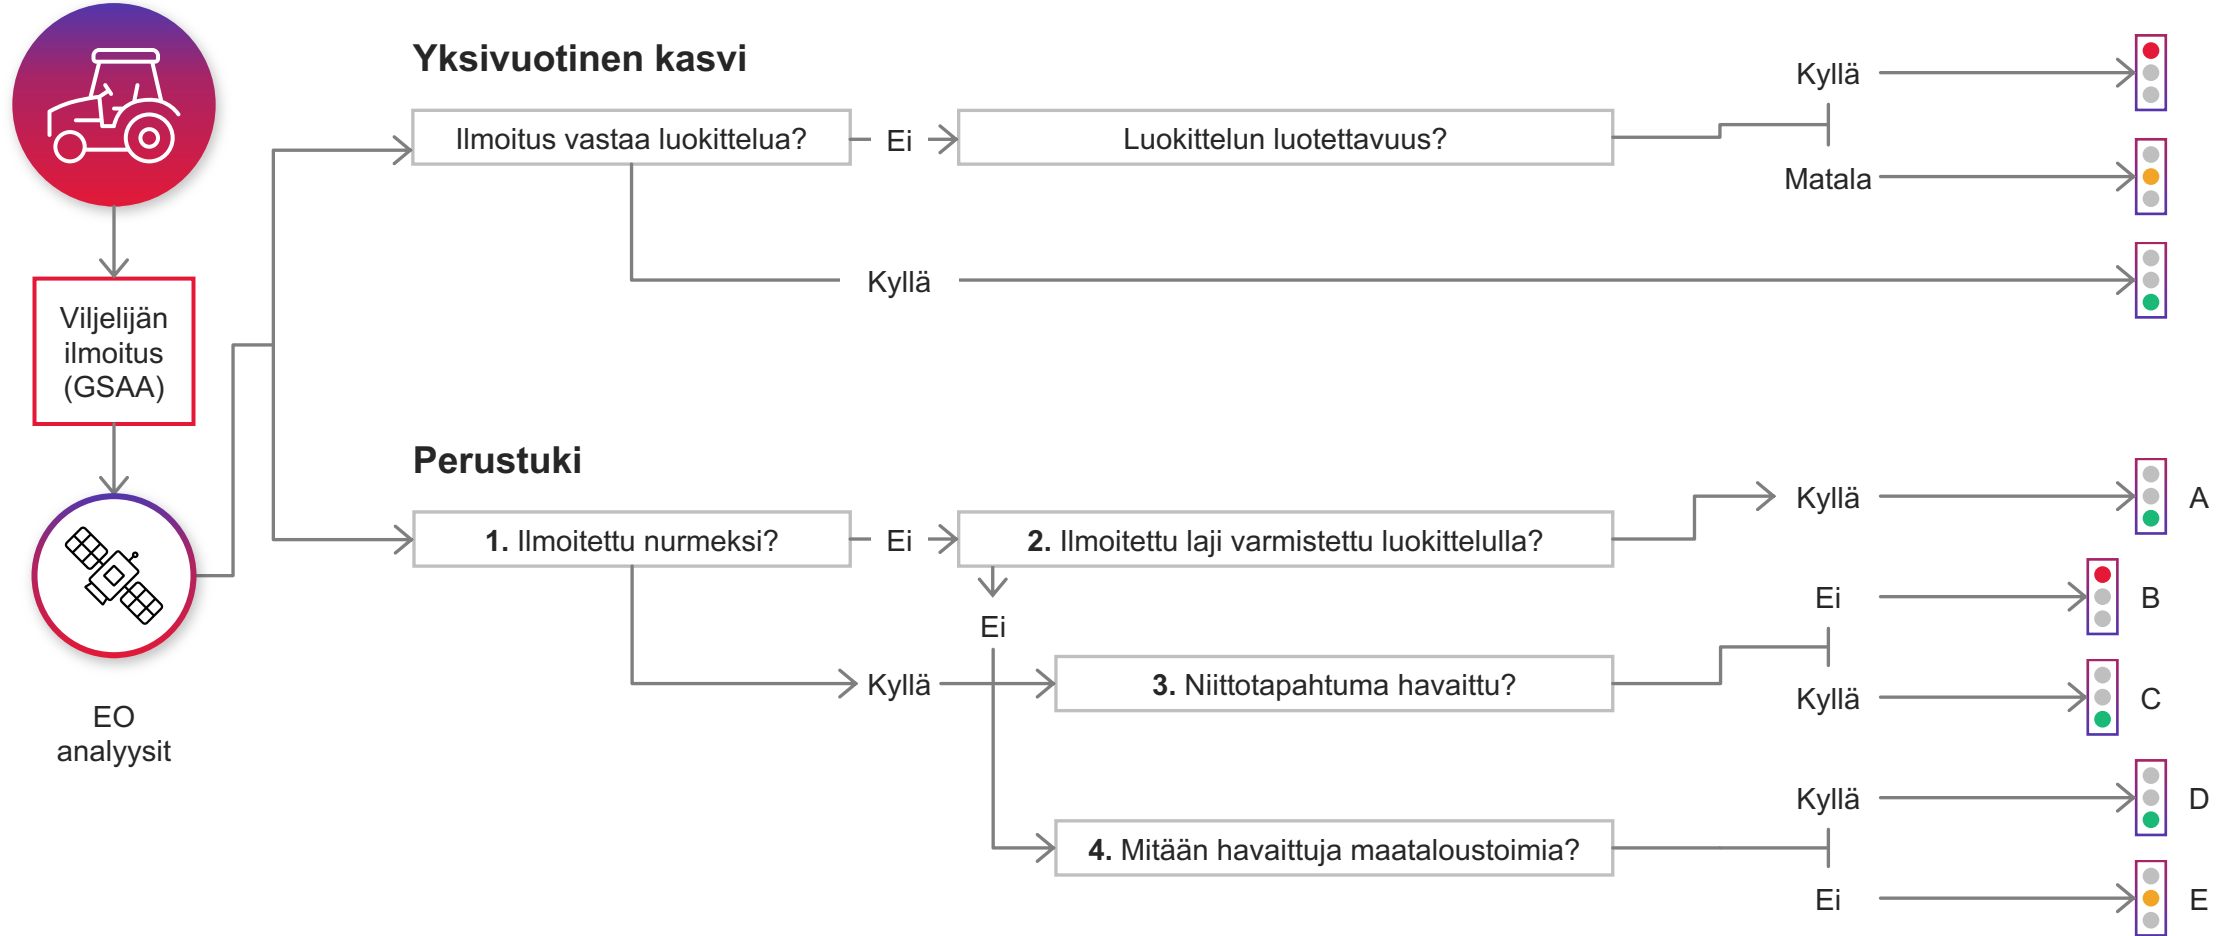 Yksivuotinen kasvi
Kyllä
Ilmoitus vastaa luokittelua?
Ei
Luokittelun luotettavuus?
Matala
Kyllä
Viljelijän
ilmoitus
(GSAA)
EO
analyysit
Perustuki
1. Ilmoitettu nurmeksi?
Ei
2. Ilmoitettu laji varmistettu luokittelulla?
Kyllä
A
Ei
Ei
B
Kyllä
3. Niittotapahtuma havaittu?
Kyllä
C
Kyllä
D
4. Mitään havaittuja maataloustoimia?
Ei
E